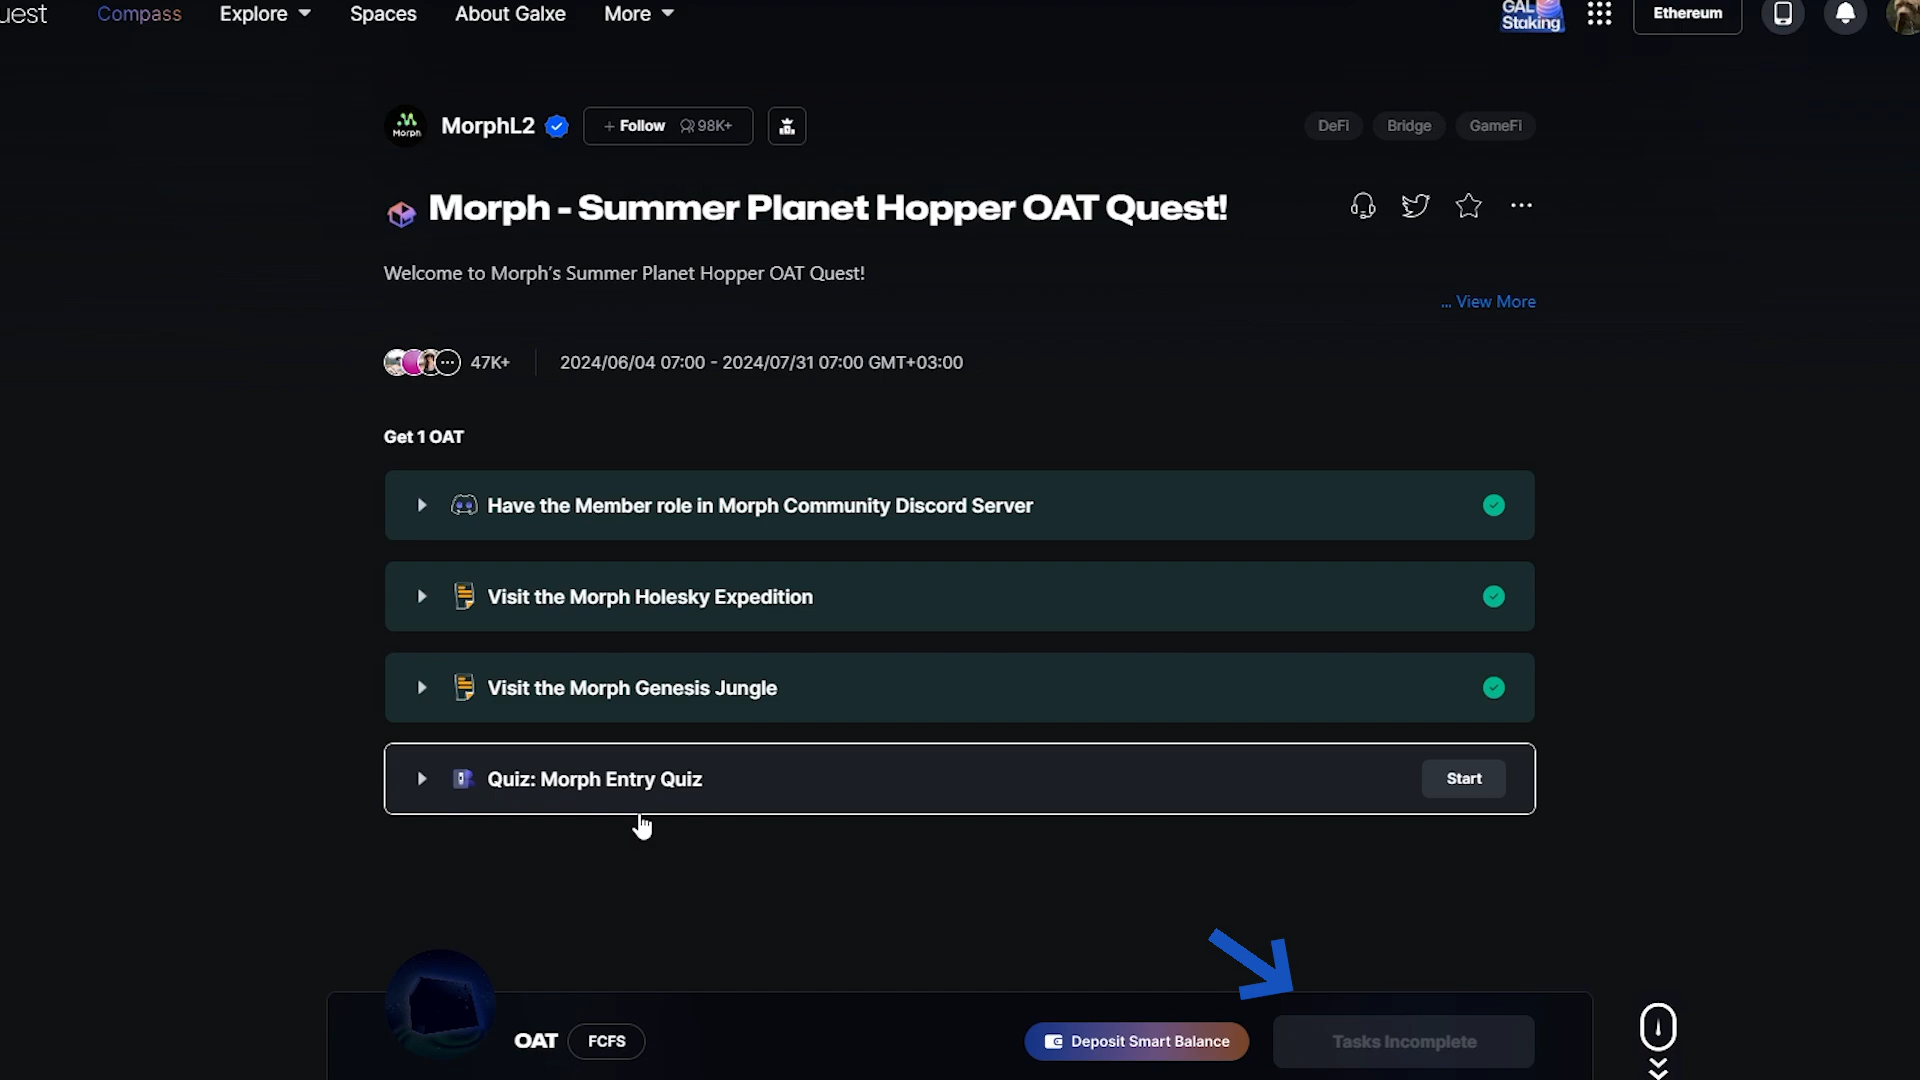 uest Compass Explore Spaces About Galxe More GAL Staking Ethereum
Morph MorphL2 + Follow 98K+ DeFi Bridge GameFi
Morph - Summer Planet Hopper OAT Quest!
Welcome to Morph's Summer Planet Hopper OAT Quest!
... View More
47K+ 2024/06/04 07:00 - 2024/07/31 07:00 GMT+03:00
Get 1 OAT
Have the Member role in Morph Community Discord Server
Visit the Morph Holesky Expedition
Visit the Morph Genesis Jungle
Quiz: Morph Entry Quiz Start
OAT FCFS Deposit Smart Balance Tasks Incomplete